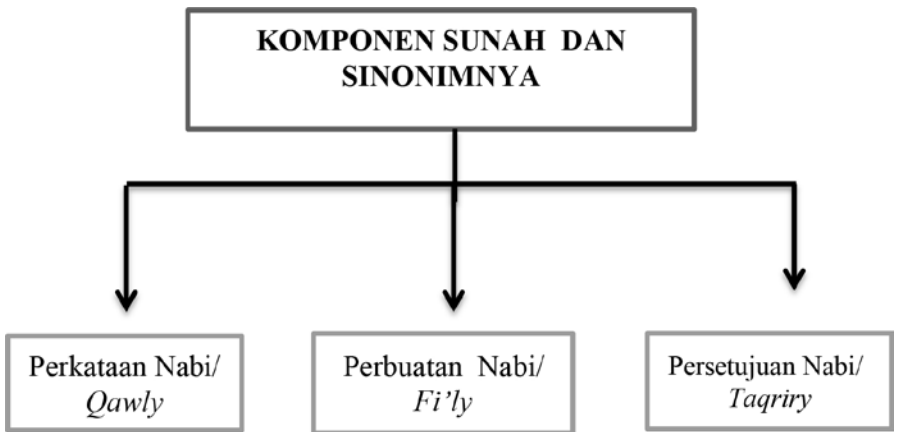 KOMPONEN SUNAH DAN
SINONIMNYA
Perkataan Nabi/
Qawly
Perbuatan Nabi/
Fi’ly
Persetujuan Nabi/
Taqriry